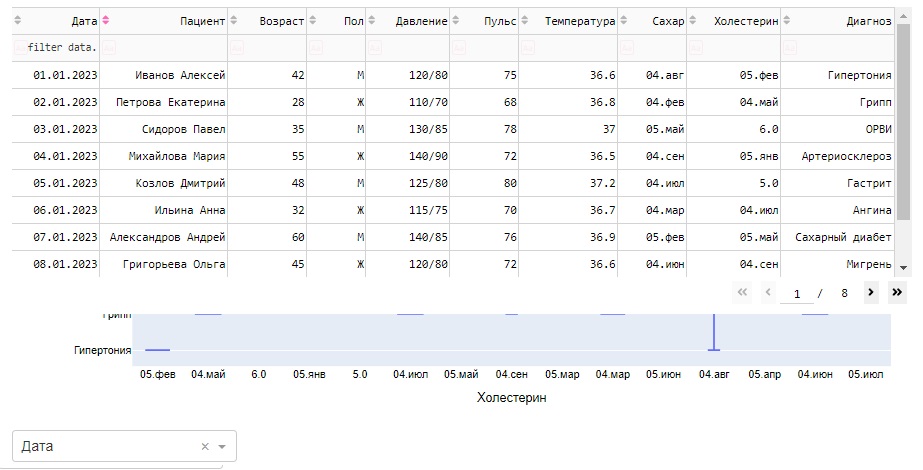 Дата Пациент Возраст Пол Давление Пульс Температура Сахар Холестерин Диагноз
filter data.
01.01.2023 Иванов Алексей 42 М 120/80 75 36.6 04.авг 05.фев Гипертония
02.01.2023 Петрова Екатерина 28 Ж 110/70 68 36.8 04.фев 04.май Грипп
03.01.2023 Сидоров Павел 35 М 130/85 78 37 05.май 6.0 ОРВИ
04.01.2023 Михайлова Мария 55 Ж 140/90 72 36.5 04.сен 05.янв Артериосклероз
05.01.2023 Козлов Дмитрий 48 М 125/80 80 37.2 04.июл 5.0 Гастрит
06.01.2023 Ильина Анна 32 Ж 115/75 70 36.7 04.мар 04.июл Ангина
07.01.2023 Александров Андрей 60 М 140/85 76 36.9 05.фев 05.май Сахарный диабет
08.01.2023 Григорьева Ольга 45 Ж 120/80 72 36.6 04.июн 04.сен Мигрень
1 / 8
Грипп
Гипертония
05.фев 04.май 6.0 05.янв 5.0 04.июл 05.май 04.сен 05.мар 04.мар 05.июн 04.авг 05.апр 04.июн 05.июл
Холестерин
Дата